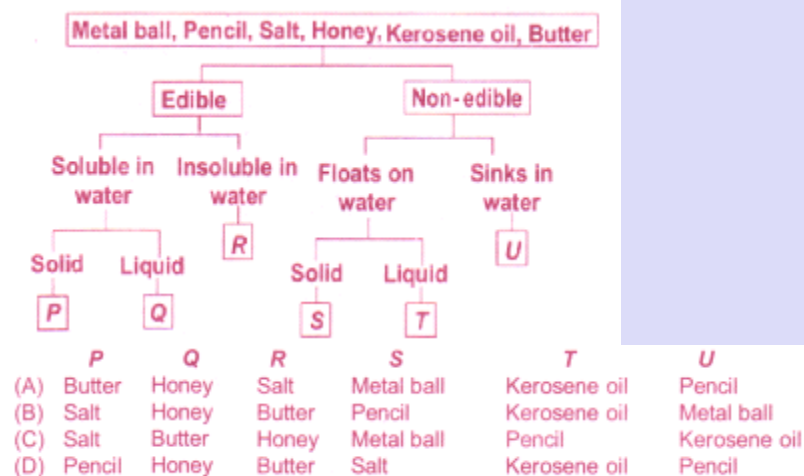 Metal ball, Pencil, Salt, Honey, Kerosene oil, Butter
Edible Non-edible
Soluble in water Insoluble in water Floats on water Sinks in water
R U
Solid Liquid Solid Liquid
P Q S T
P Q R S T U
(A) Butter Honey Salt Metal ball Kerosene oil Pencil
(B) Salt Honey Butter Pencil Kerosene oil Metal ball
(C) Salt Butter Honey Metal ball Pencil Kerosene oil
(D) Pencil Honey Butter Salt Kerosene oil Pencil